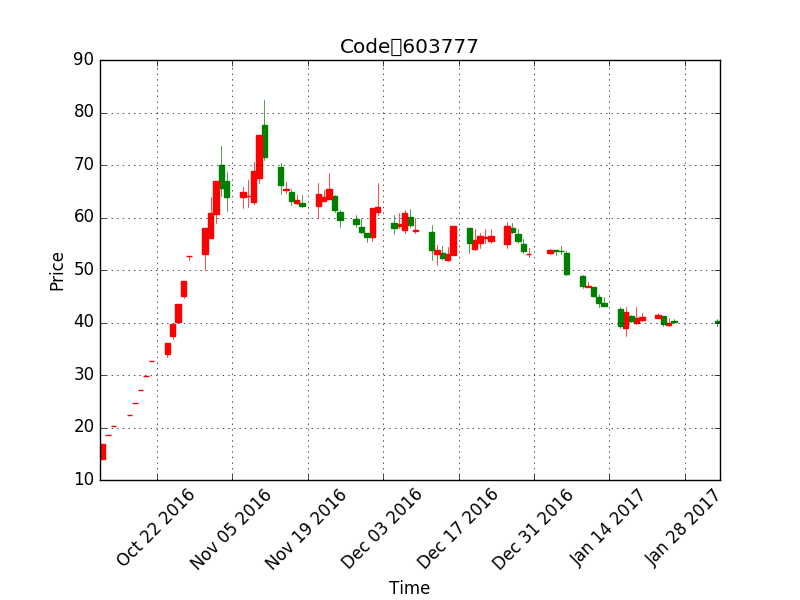 Code▯603777
90
80
70
60
50
40
30
20
10
Price
Oct 22 2016
Nov 05 2016
Nov 19 2016
Dec 03 2016
Dec 17 2016
Dec 31 2016
Jan 14 2017
Jan 28 2017
Time